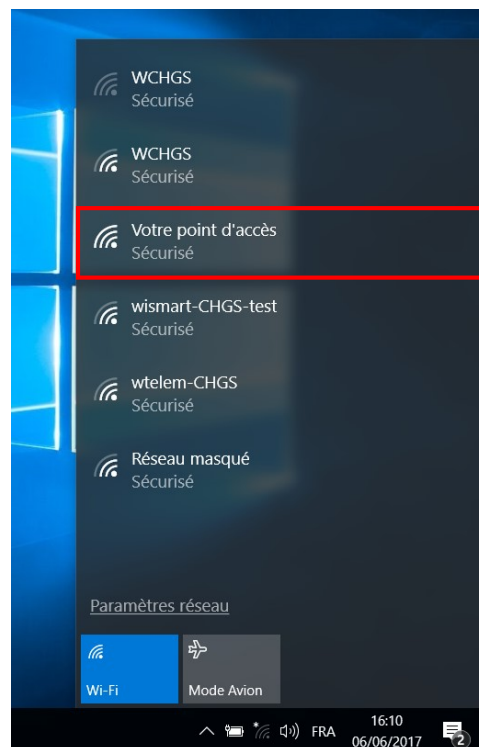 WCHGS
Sécurisé
WCHGS
Sécurisé
Votre point d'accès
Sécurisé
wismart-CHGS-test
Sécurisé
wtelem-CHGS
Sécurisé
Réseau masqué
Sécurisé
Paramètres réseau
Wi-Fi
Mode Avion
FRA
16:10
06/06/2017
2